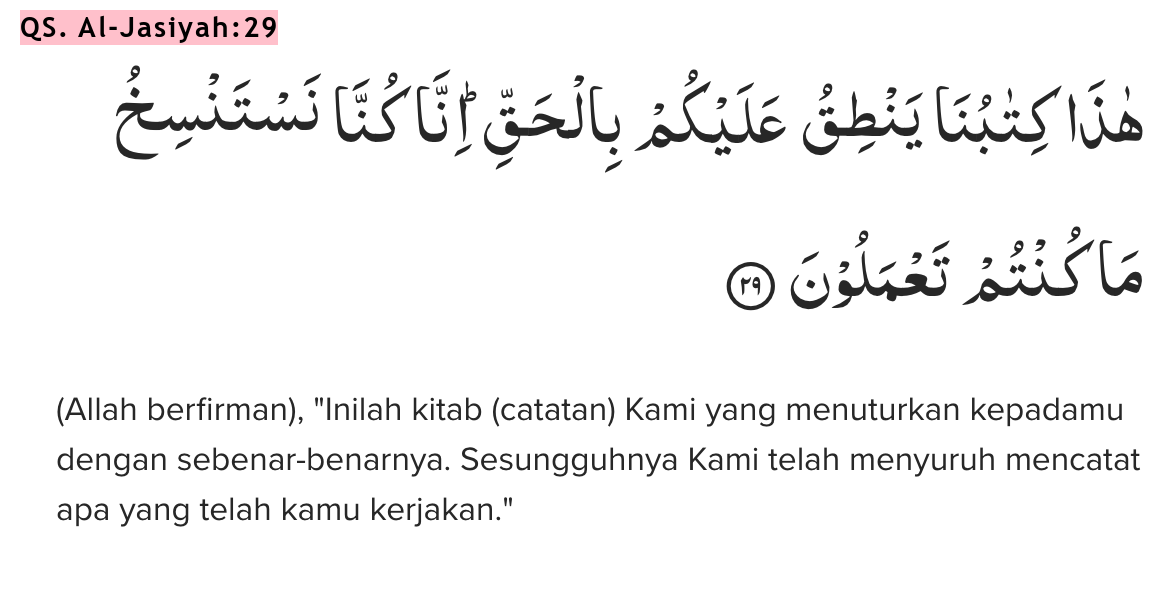 QS. Al-Jasiyah:29
هٰذَا كِتٰبُنَا يَنْطِقُ عَلَيْكُمْ بِالْحَقِّ ۗاِنَّا كُنَّا نَسْتَنْسِخُ
مَا كُنْتُمْ تَعْمَلُوْنَ ٢٩
(Allah berfirman), "Inilah kitab (catatan) Kami yang menuturkan kepadamu
dengan sebenar-benarnya. Sesungguhnya Kami telah menyuruh mencatat
apa yang telah kamu kerjakan."